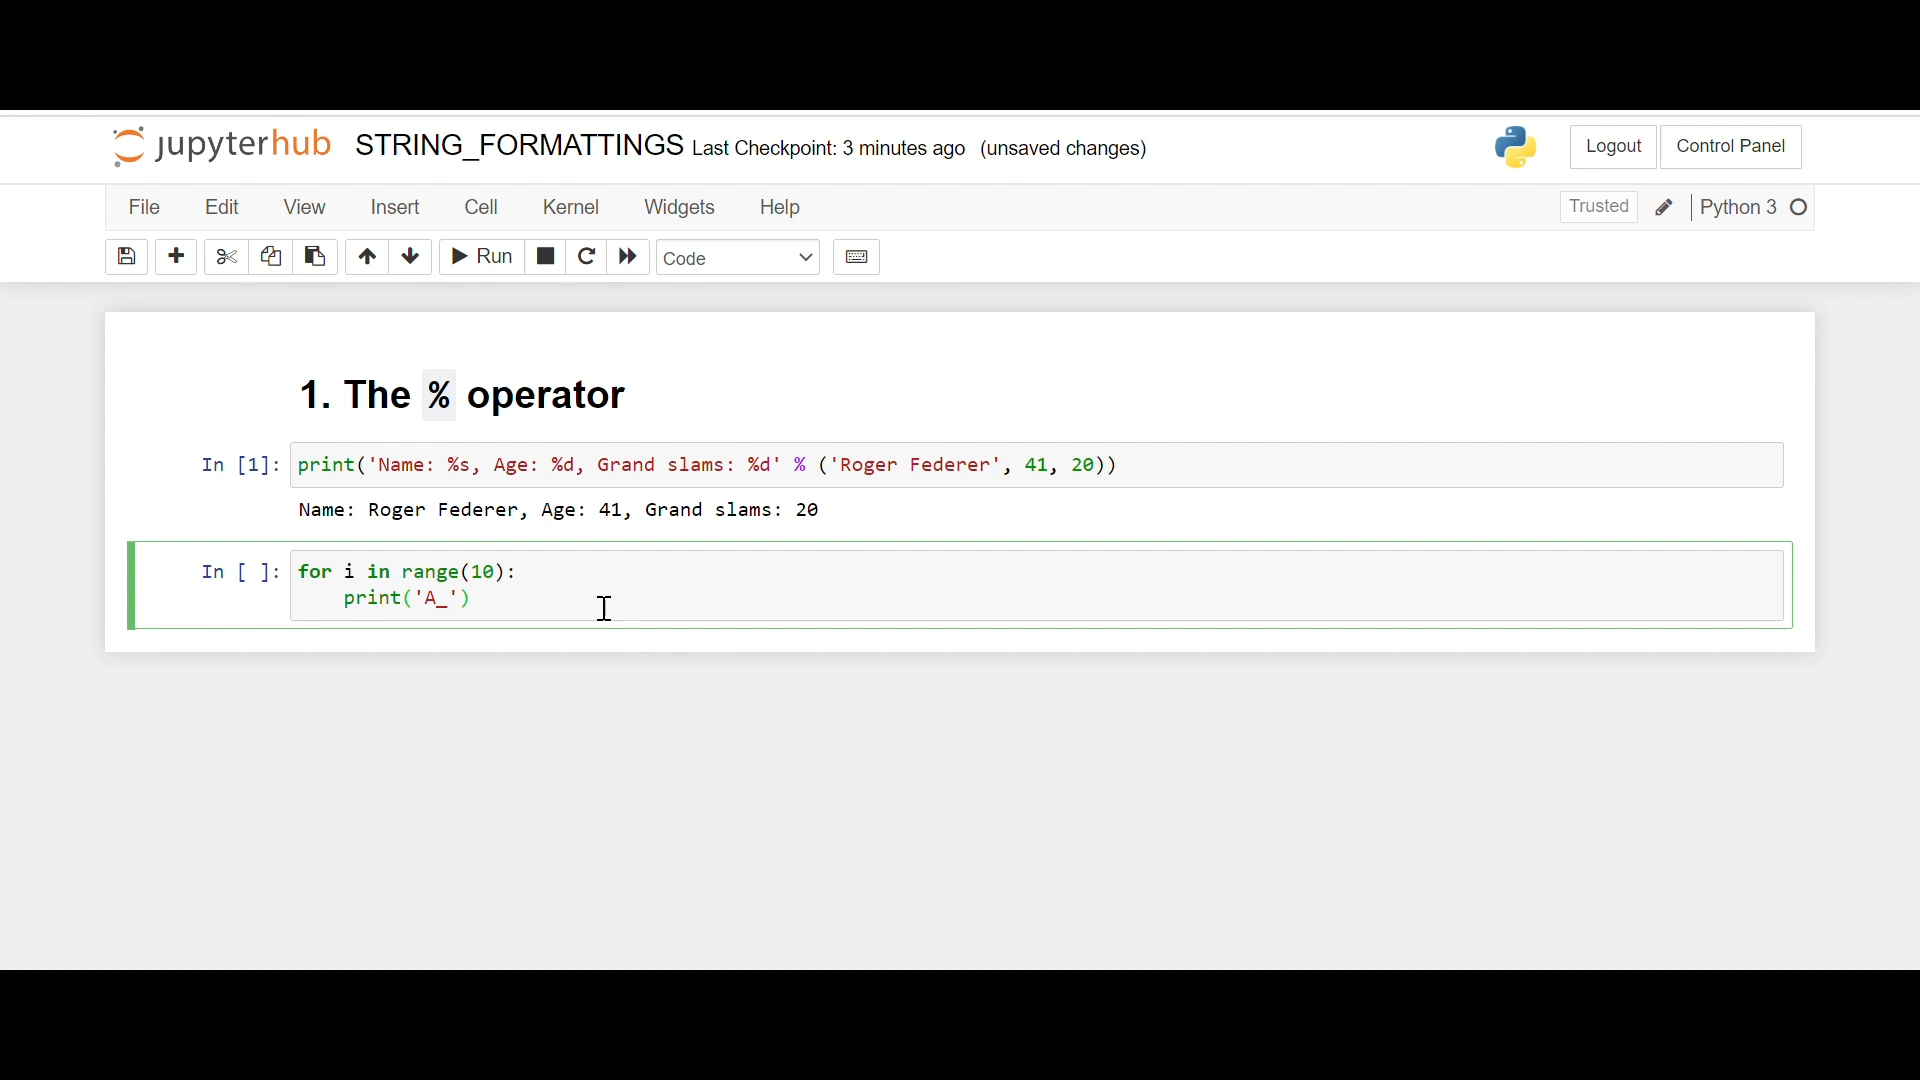 jupyterhub STRING_FORMATTINGS Last Checkpoint: 3 minutes ago (unsaved changes) Logout Control Panel
File Edit View Insert Cell Kernel Widgets Help Trusted Python 3
Run Code
1. The % operator
In [1]: print('Name: %s, Age: %d, Grand slams: %d' % ('Roger Federer', 41, 20))
Name: Roger Federer, Age: 41, Grand slams: 20
In [ ]: for i in range(10):
print('A_')